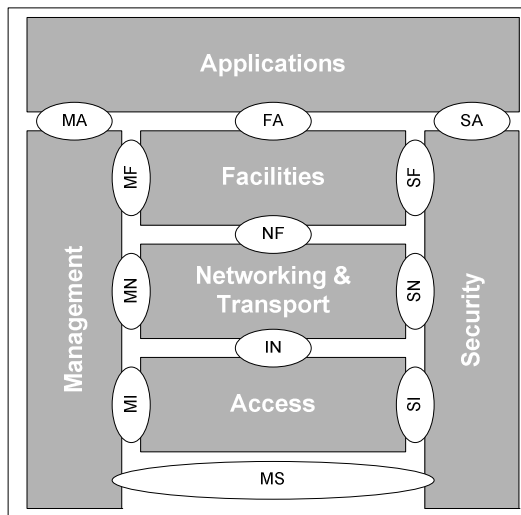 Applications
MA
FA
SA
MF
Facilities
SF
NF
Management
MN
Networking &
Transport
SN
Security
IN
MI
Access
SI
MS